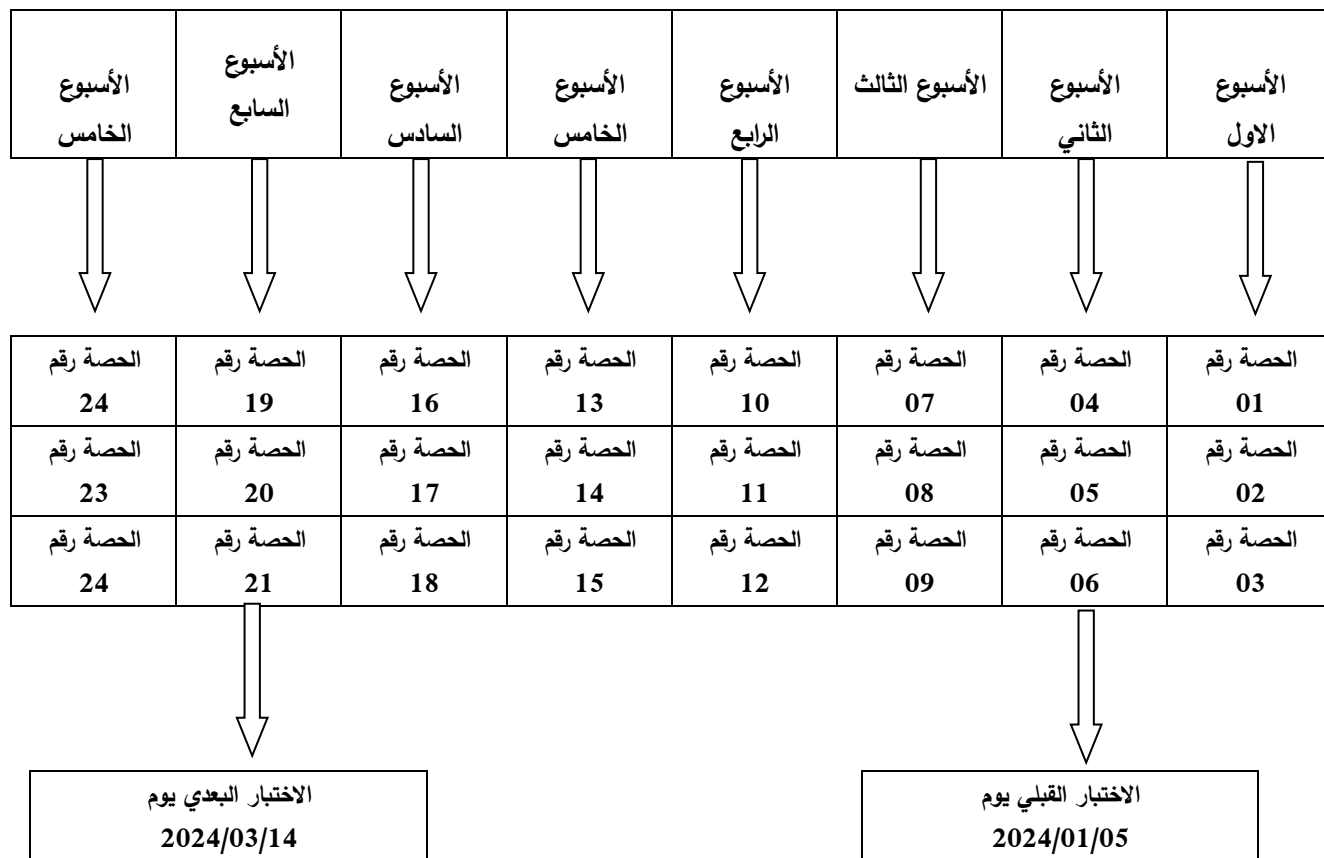 الأسبوع
الاول
الأسبوع
الثاني
الأسبوع الثالث
الأسبوع
الرابع
الأسبوع
الخامس
الأسبوع
السادس
الأسبوع
السابع
الأسبوع
الخامس
الحصة رقم
01
الحصة رقم
04
الحصة رقم
07
الحصة رقم
10
الحصة رقم
13
الحصة رقم
16
الحصة رقم
19
الحصة رقم
24
الحصة رقم
02
الحصة رقم
05
الحصة رقم
08
الحصة رقم
11
الحصة رقم
14
الحصة رقم
17
الحصة رقم
20
الحصة رقم
23
الحصة رقم
03
الحصة رقم
06
الحصة رقم
09
الحصة رقم
12
الحصة رقم
15
الحصة رقم
18
الحصة رقم
21
الحصة رقم
24
الاختبار القبلي يوم
2024/01/05
الاختبار البعدي يوم
2024/03/14